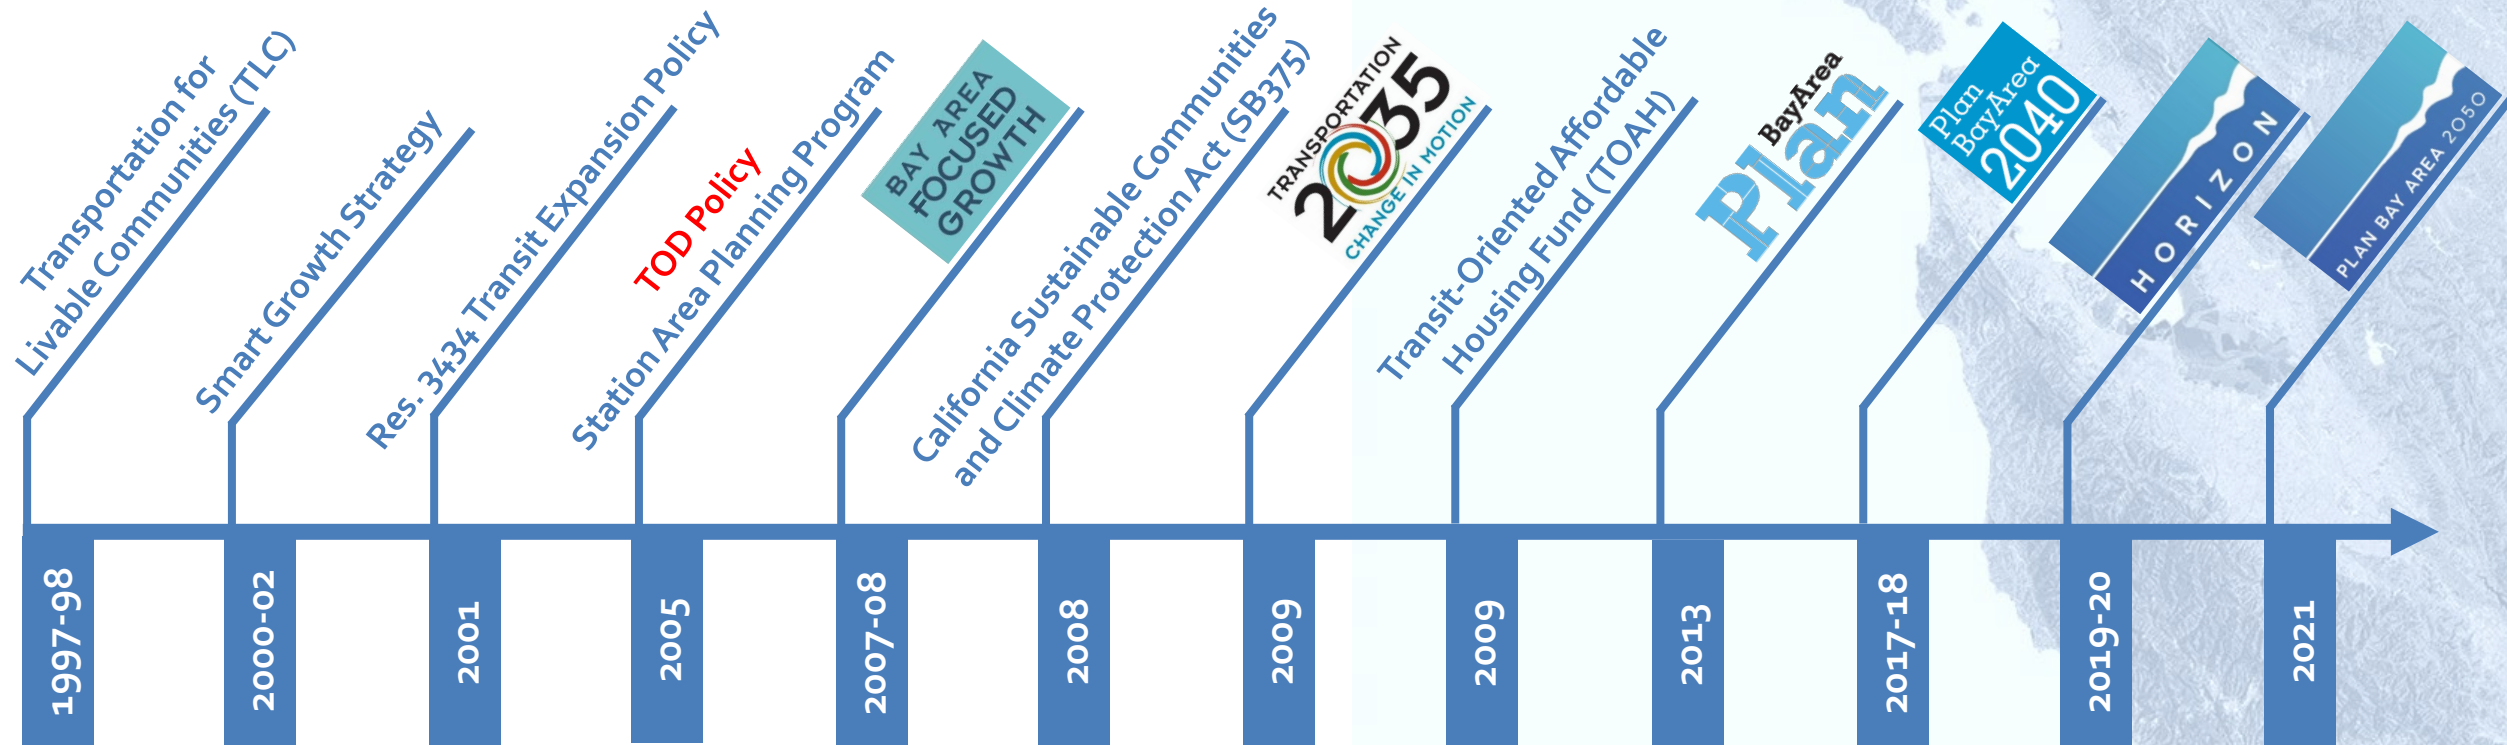 Transportation for
Livable Communities (TLC)
Smart Growth Strategy
Res. 3434 Transit Expansion Policy
TOD Policy
Station Area Planning Program
BAY AREA
FOCUSED
GROWTH
California Sustainable Communities
and Climate Protection Act (SB375)
TRANSPORTATION
2035
CHANGE IN MOTION
Transit-Oriented Affordable
Housing Fund (TOAH)
BayArea
Plan
Plan
BayArea
2040
HORIZON
PLAN BAY AREA 2050
1997-98
2000-02
2001
2005
2007-08
2008
2009
2009
2013
2017-18
2019-20
2021